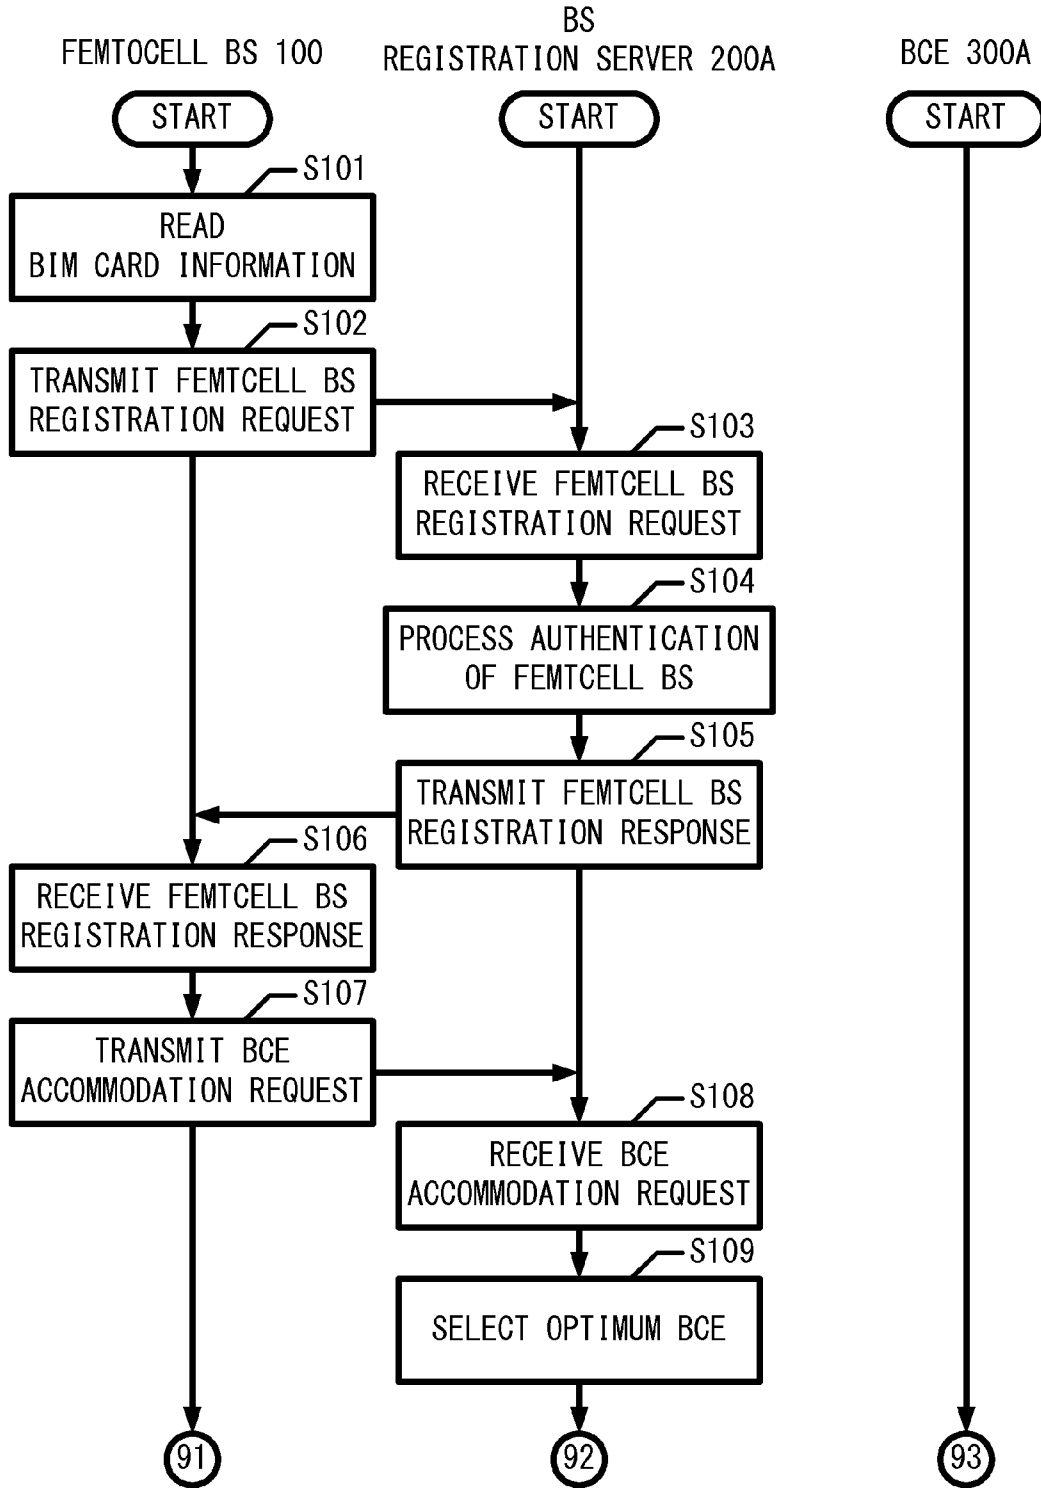 FEMTOCELL BS 100
BS
REGISTRATION SERVER 200A
BCE 300A
START
START
START
S101
READ
BIM CARD INFORMATION
S102
TRANSMIT FEMTCELL BS
REGISTRATION REQUEST
S103
RECEIVE FEMTCELL BS
REGISTRATION REQUEST
S104
PROCESS AUTHENTICATION
OF FEMTCELL BS
S105
TRANSMIT FEMTCELL BS
REGISTRATION RESPONSE
S106
RECEIVE FEMTCELL BS
REGISTRATION RESPONSE
S107
TRANSMIT BCE
ACCOMMODATION REQUEST
S108
RECEIVE BCE
ACCOMMODATION REQUEST
S109
SELECT OPTIMUM BCE
91
92
93